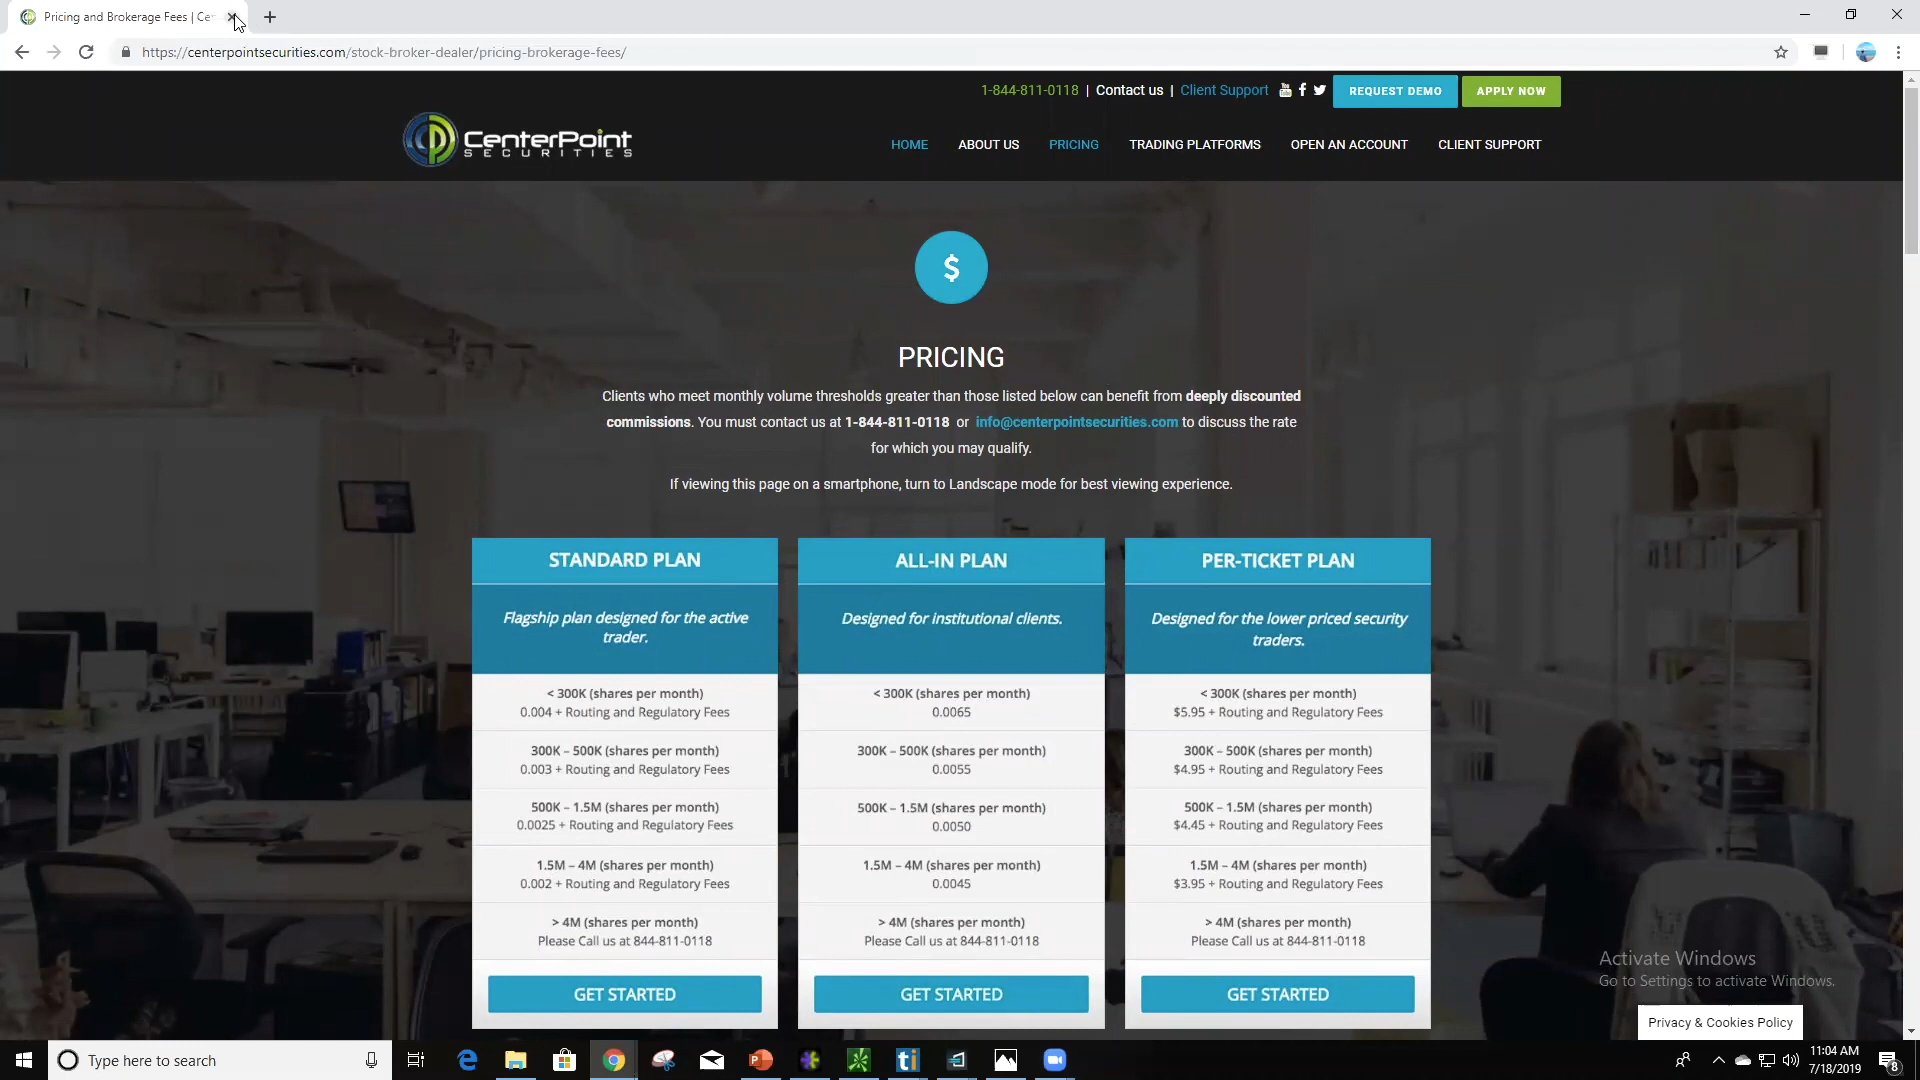 Pricing and Brokerage Fees | Ce
https://centerpointsecurities.com/stock-broker-dealer/pricing-brokerage-fees/
1-844-811-0118 | Contact us | Client Support
REQUEST DEMO
APPLY NOW
CenterPoint
SECURITIES
HOME
ABOUT US
PRICING
TRADING PLATFORMS
OPEN AN ACCOUNT
CLIENT SUPPORT
$
PRICING
Clients who meet monthly volume thresholds greater than those listed below can benefit from deeply discounted
commissions. You must contact us at 1-844-811-0118 or info@centerpointsecurities.com to discuss the rate
for which you may qualify.
If viewing this page on a smartphone, turn to Landscape mode for best viewing experience.
STANDARD PLAN
Flagship plan designed for the active
trader.
< 300K (shares per month)
0.004 + Routing and Regulatory Fees
300K – 500K (shares per month)
0.003 + Routing and Regulatory Fees
500K – 1.5M (shares per month)
0.0025 + Routing and Regulatory Fees
1.5M – 4M (shares per month)
0.002 + Routing and Regulatory Fees
> 4M (shares per month)
Please Call us at 844-811-0118
GET STARTED
ALL-IN PLAN
Designed for institutional clients.
< 300K (shares per month)
0.0065
300K – 500K (shares per month)
0.0055
500K – 1.5M (shares per month)
0.0050
1.5M – 4M (shares per month)
0.0045
> 4M (shares per month)
Please Call us at 844-811-0118
GET STARTED
PER-TICKET PLAN
Designed for the lower priced security
traders.
< 300K (shares per month)
$5.95 + Routing and Regulatory Fees
300K – 500K (shares per month)
$4.95 + Routing and Regulatory Fees
500K – 1.5M (shares per month)
$4.45 + Routing and Regulatory Fees
1.5M – 4M (shares per month)
$3.95 + Routing and Regulatory Fees
> 4M (shares per month)
Please Call us at 844-811-0118
GET STARTED
Activate Windows
Go to Settings to activate Windows.
Privacy & Cookies Policy
Type here to search
11:04 AM
7/18/2019
8